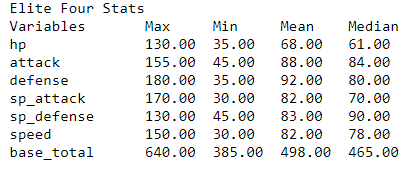 Elite Four Stats
Variables Max Min Mean Median
hp 130.00 35.00 68.00 61.00
attack 155.00 45.00 88.00 84.00
defense 180.00 35.00 92.00 80.00
sp_attack 170.00 30.00 82.00 70.00
sp_defense 130.00 45.00 83.00 90.00
speed 150.00 30.00 82.00 78.00
base_total 640.00 385.00 498.00 465.00